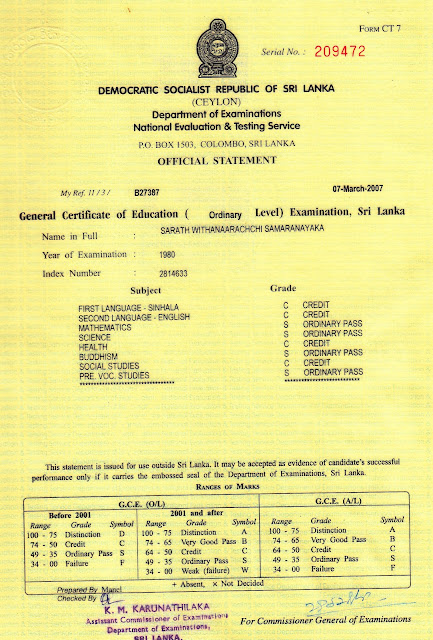 FORM CT 7
Serial No. : 209472
DEMOCRATIC SOCIALIST REPUBLIC OF SRI LANKA
(CEYLON)
Department of Examinations
National Evaluation & Testing Service
P.O. BOX 1503, COLOMBO, SRI LANKA
OFFICIAL STATEMENT
My Ref. 11 / 3 / B27387 07-March-2007
General Certificate of Education ( Ordinary Level) Examination, Sri Lanka
Name in Full : SARATH WITHANAARACHCHI SAMARANAYAKA
Year of Examination : 1980
Index Number : 2814633
Subject Grade
FIRST LANGUAGE - SINHALA C CREDIT
SECOND LANGUAGE - ENGLISH C CREDIT
MATHEMATICS S ORDINARY PASS
SCIENCE S ORDINARY PASS
HEALTH C CREDIT
BUDDHISM S ORDINARY PASS
SOCIAL STUDIES C CREDIT
PRE. VOC. STUDIES S ORDINARY PASS
This statement is issued for use outside Sri Lanka. It may be accepted as evidence of candidate's successful
performance only if it carries the embossed seal of the Department of Examinations, Sri Lanka.
RANGES OF MARKS
G.C.E. (O/L) G.C.E. (A/L)
Before 2001 2001 and after
Range Grade Symbol Range Grade Symbol Range Grade Symbol
100 - 75 Distinction D 100 - 75 Distinction A 100 - 75 Distinction A
74 - 50 Credit C 74 - 65 Very Good Pass B 74 - 65 Very Good Pass B
49 - 35 Ordinary Pass S 64 - 50 Credit C 64 - 50 Credit C
34 - 00 Failure F 49 - 35 Ordinary Pass S 49 - 35 Ordinary Pass S
34 - 00 Weak (failure) W 34 - 00 Failure F
+ Absent, × Not Decided
Prepared By Manel
Checked By
K. M. KARUNATHILAKA
Assistant Commissioner of Examinations
Department of Examinations,
SRI LANKA.
For Commissioner General of Examinations